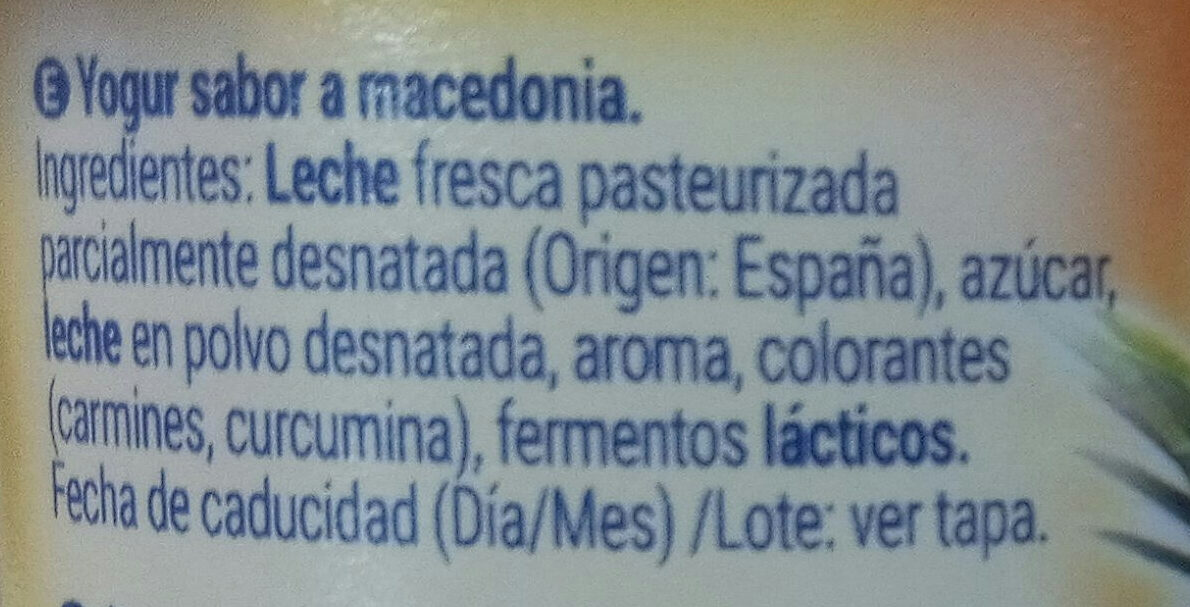 E Yogur sabor a macedonia.
Ingredientes: Leche fresca pasteurizada
parcialmente desnatada (Origen: España), azúcar,
leche en polvo desnatada, aroma, colorantes
(carmines, curcumina), fermentos lácticos.
Fecha de caducidad (Día/Mes) /Lote: ver tapa.